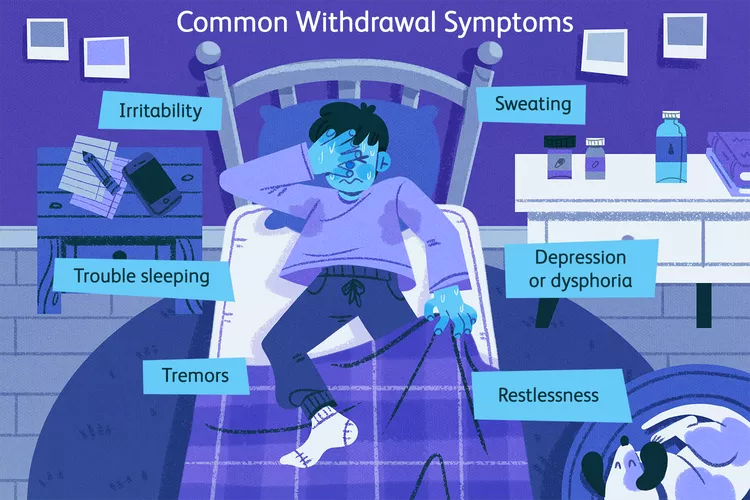 Common Withdrawal Symptoms
Irritability
Sweating
Trouble sleeping
Depression
or dysphoria
Tremors
Restlessness